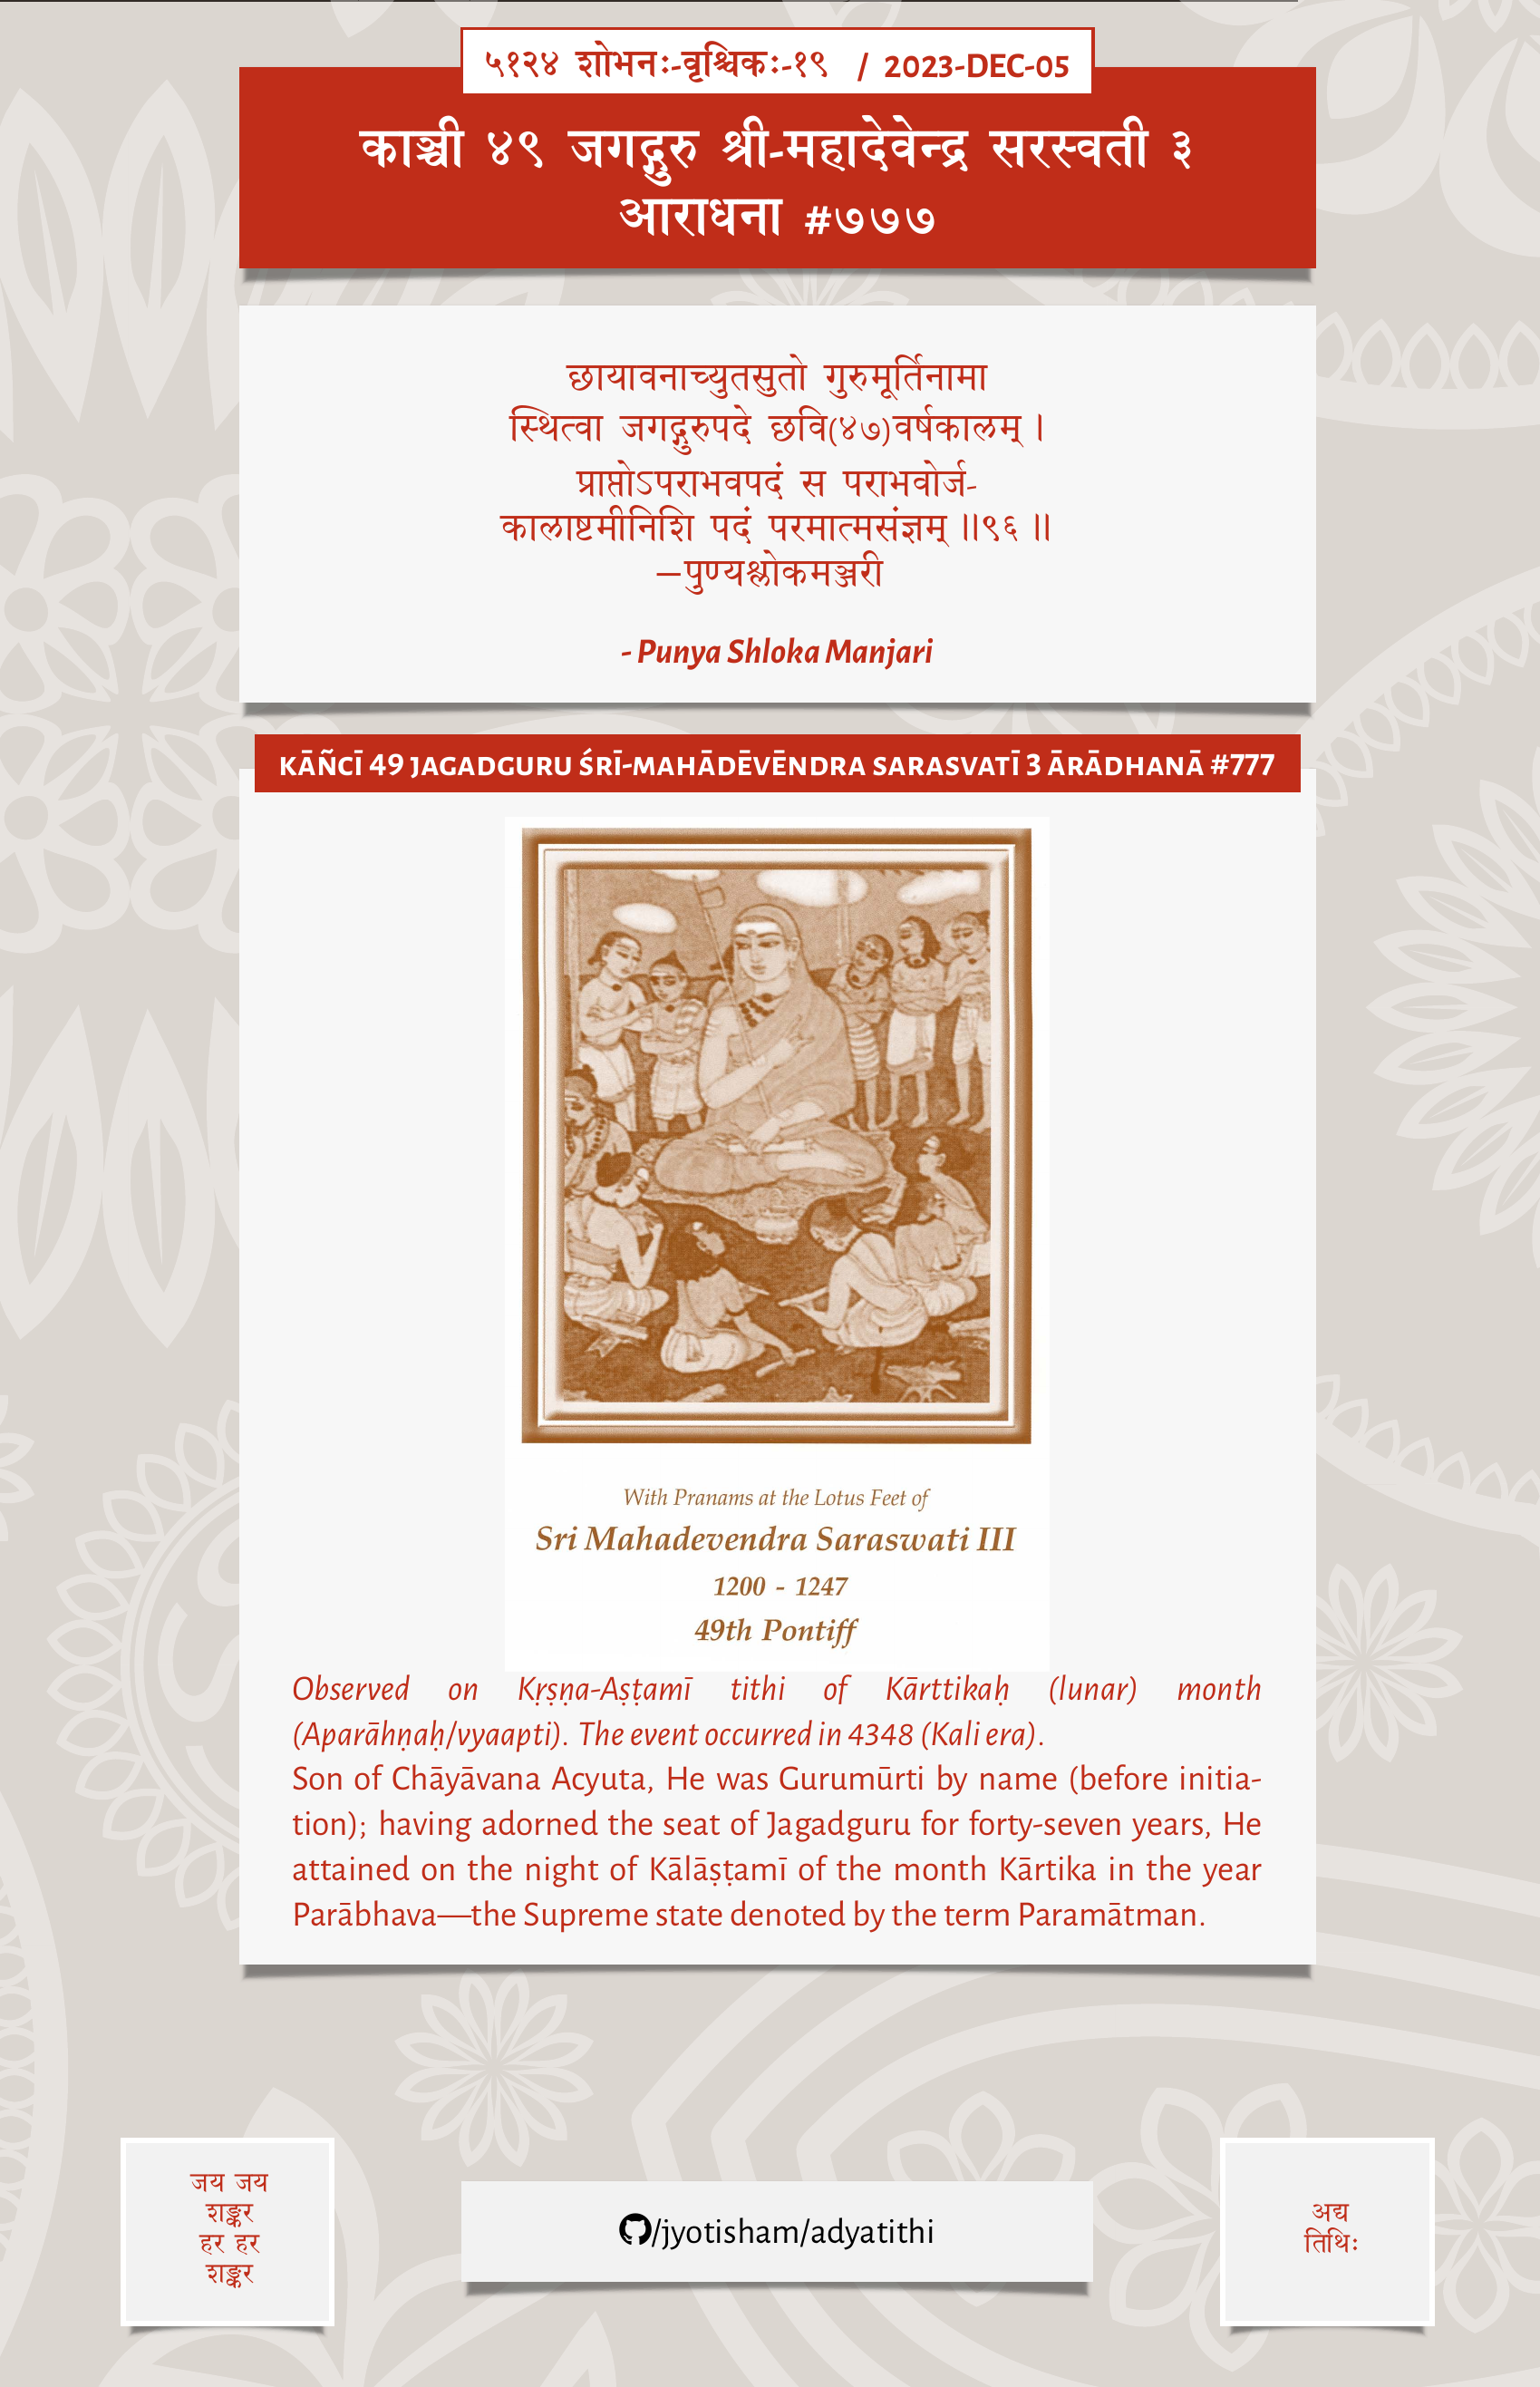 ५१२४ शोभनः-वृश्चिकः-१९ / 2023-DEC-05
काञ्ची ४९ जगद्गुरु श्री-महादेवेन्द्र सरस्वती ३
आराधना #७७७
छायावनाच्युतसुतो गुरुमूर्तिनामा
स्थित्वा जगद्गुरुपदे छवि(४७)वर्षकालम् ।
प्राप्तोऽपराभवपदं स पराभवोर्ज-
कालाष्टमीनिशि पदं परमात्मसंज्ञम् ॥९६॥
—पुण्यश्लोकमञ्जरी
- Punya Shloka Manjari
KĀÑCĪ 49 JAGADGURU ŚRĪ-MAHĀDĒVĒNDRA SARASVATĪ 3 ĀRĀDHANĀ #777
With Pranams at the Lotus Feet of
Sri Mahadevendra Saraswati III
1200 - 1247
49th Pontiff
Observed on Kṛṣṇa-Aṣṭamī tithi of Kārttikaḥ (lunar) month
(Aparāhṇaḥ/vyaapti). The event occurred in 4348 (Kali era).
Son of Chāyāvana Acyuta, He was Gurumūrti by name (before initia-
tion); having adorned the seat of Jagadguru for forty-seven years, He
attained on the night of Kālāṣṭamī of the month Kārtika in the year
Parābhava—the Supreme state denoted by the term Paramātman.
जय जय
शङ्कर
हर हर
शङ्कर
/jyotisham/adyatithi
अद्य
तिथिः